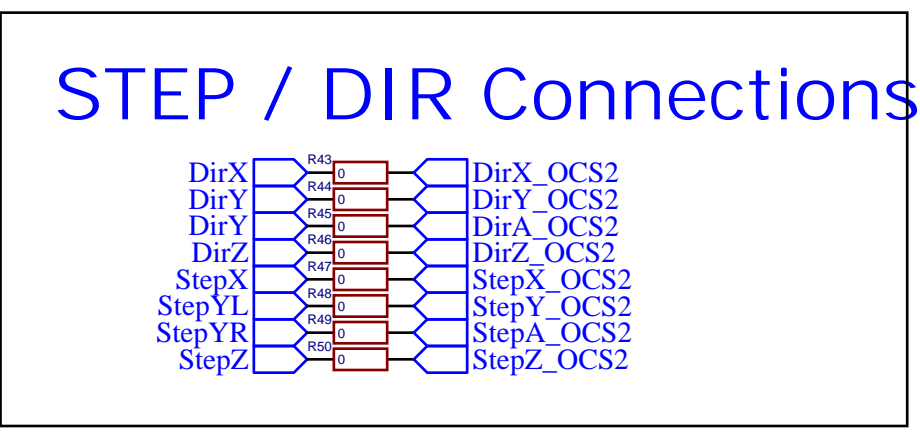 STEP / DIR Connections
DirX R43 0 DirX_OCS2
DirY R44 0 DirY_OCS2
DirY R45 0 DirA_OCS2
DirZ R46 0 DirZ_OCS2
StepX R47 0 StepX_OCS2
StepYL R48 0 StepY_OCS2
StepYR R49 0 StepA_OCS2
StepZ R50 0 StepZ_OCS2